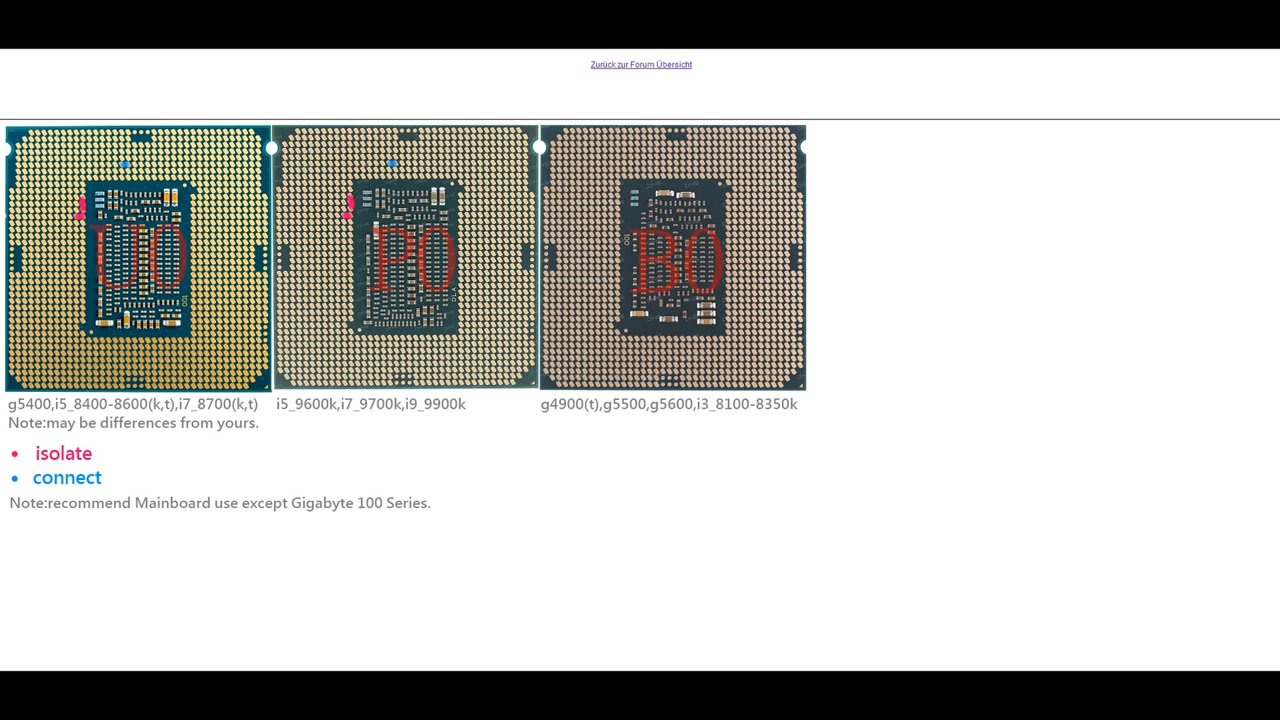 Zurück zur Forum Übersicht
U0
P0
B0
g5400,i5_8400-8600(k,t),i7_8700(k,t)
i5_9600k,i7_9700k,i9_9900k
g4900(t),g5500,g5600,i3_8100-8350k
Note:may be differences from yours.
• isolate
• connect
Note:recommend Mainboard use except Gigabyte 100 Series.